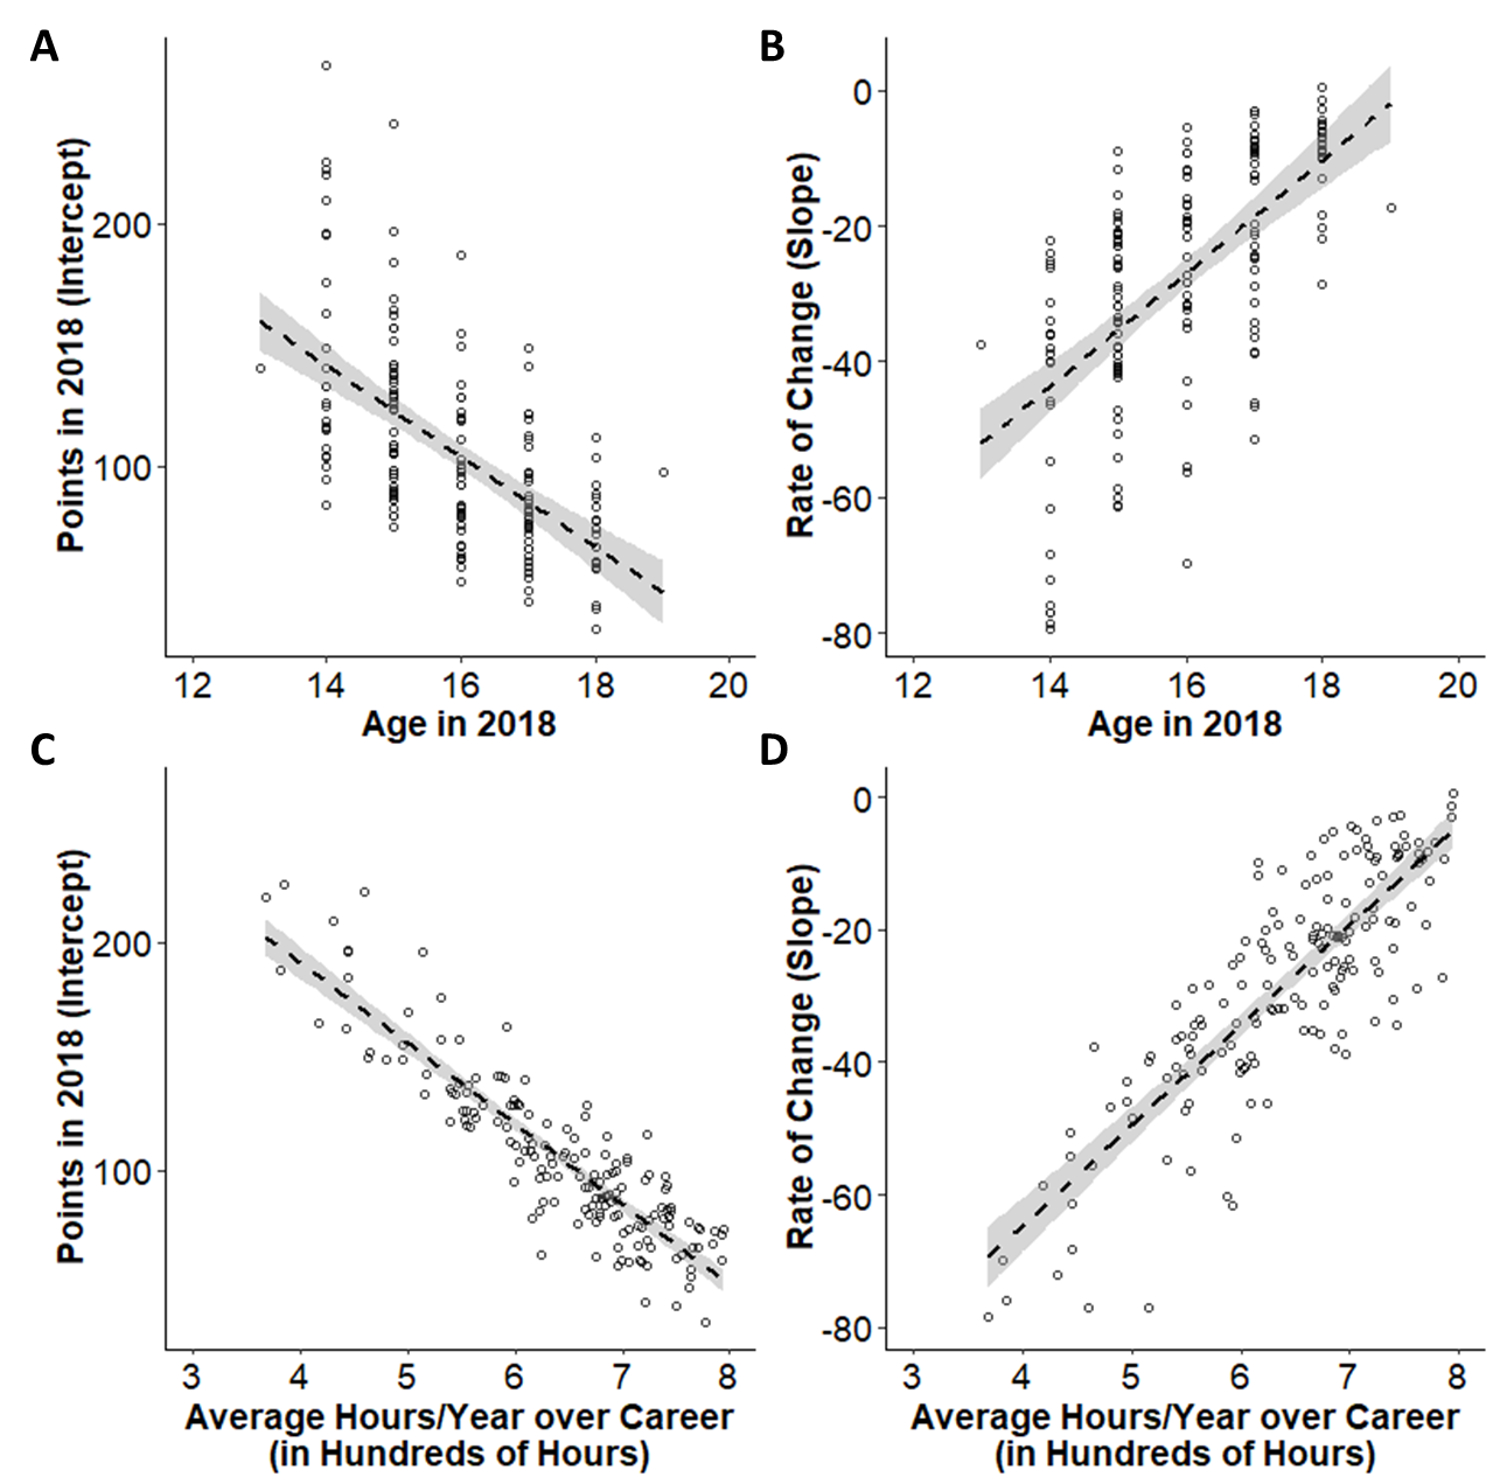 A
Points in 2018 (Intercept)
200
100
12 14 16 18 20
Age in 2018
B
Rate of Change (Slope)
0
-20
-40
-60
-80
12 14 16 18 20
Age in 2018
C
Points in 2018 (Intercept)
200
100
3 4 5 6 7 8
Average Hours/Year over Career
(in Hundreds of Hours)
D
Rate of Change (Slope)
0
-20
-40
-60
-80
3 4 5 6 7 8
Average Hours/Year over Career
(in Hundreds of Hours)